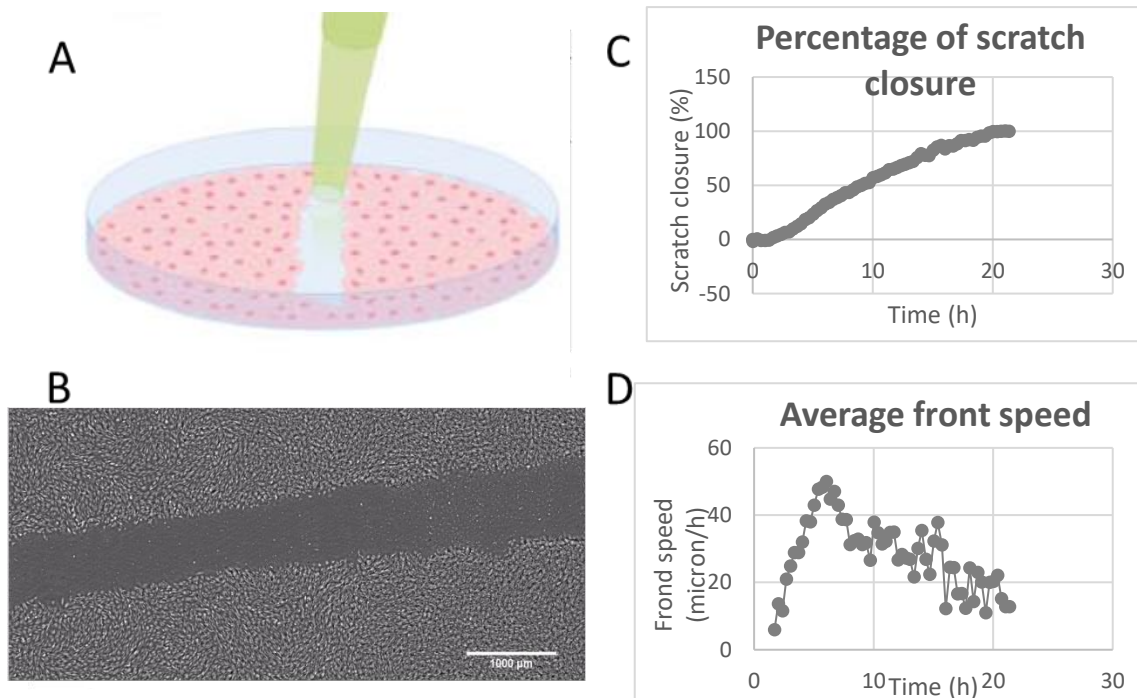 A
B
1000 µm
C
Percentage of scratch
closure
Scratch closure (%)
150
100
50
0
-50
0
10
20
30
Time (h)
D
Average front speed
Frond speed
(micron/h)
60
40
20
0
0
10
20
30
Time (h)